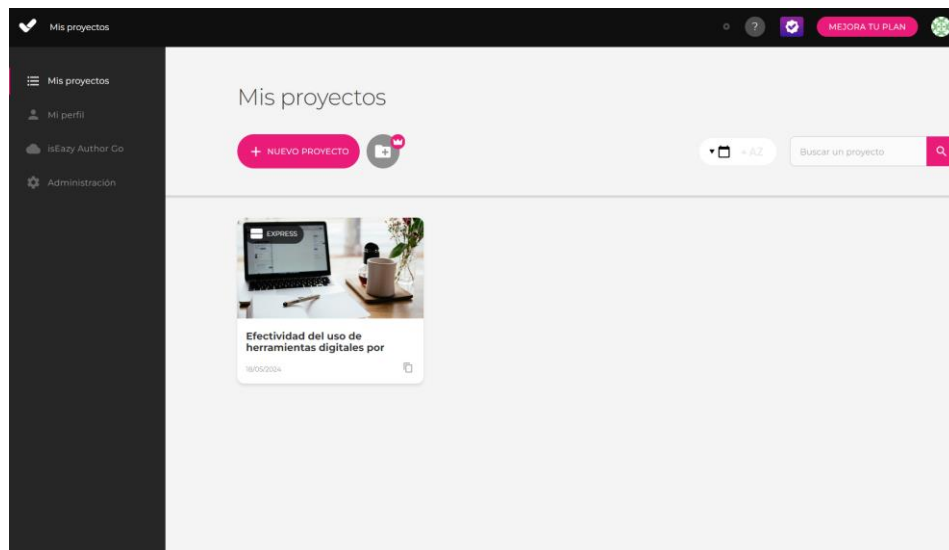 Mis proyectos
?
MEJORA TU PLAN
Mis proyectos
Mi perfil
isEazy Author Go
Administración
Mis proyectos
+ NUEVO PROYECTO
AZ
Buscar un proyecto
EXPRESS
Efectividad del uso de
herramientas digitales por
18/05/2024